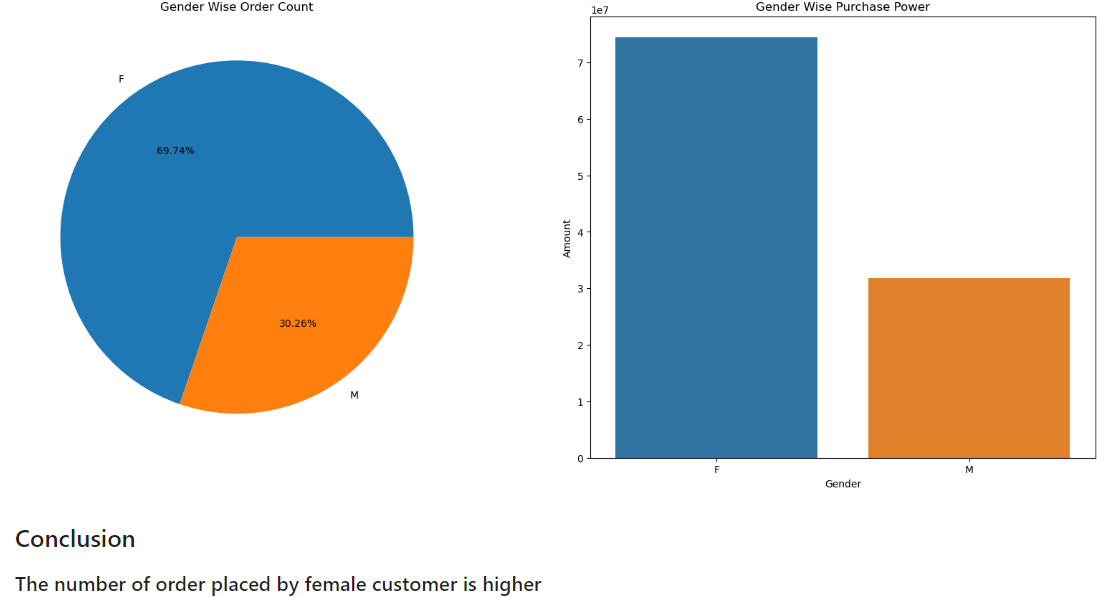 Gender Wise Order Count
F
69.74%
30.26%
M
Gender Wise Purchase Power
1e7
7
6
5
4
3
2
1
0
Amount
F M
Gender
Conclusion
The number of order placed by female customer is higher